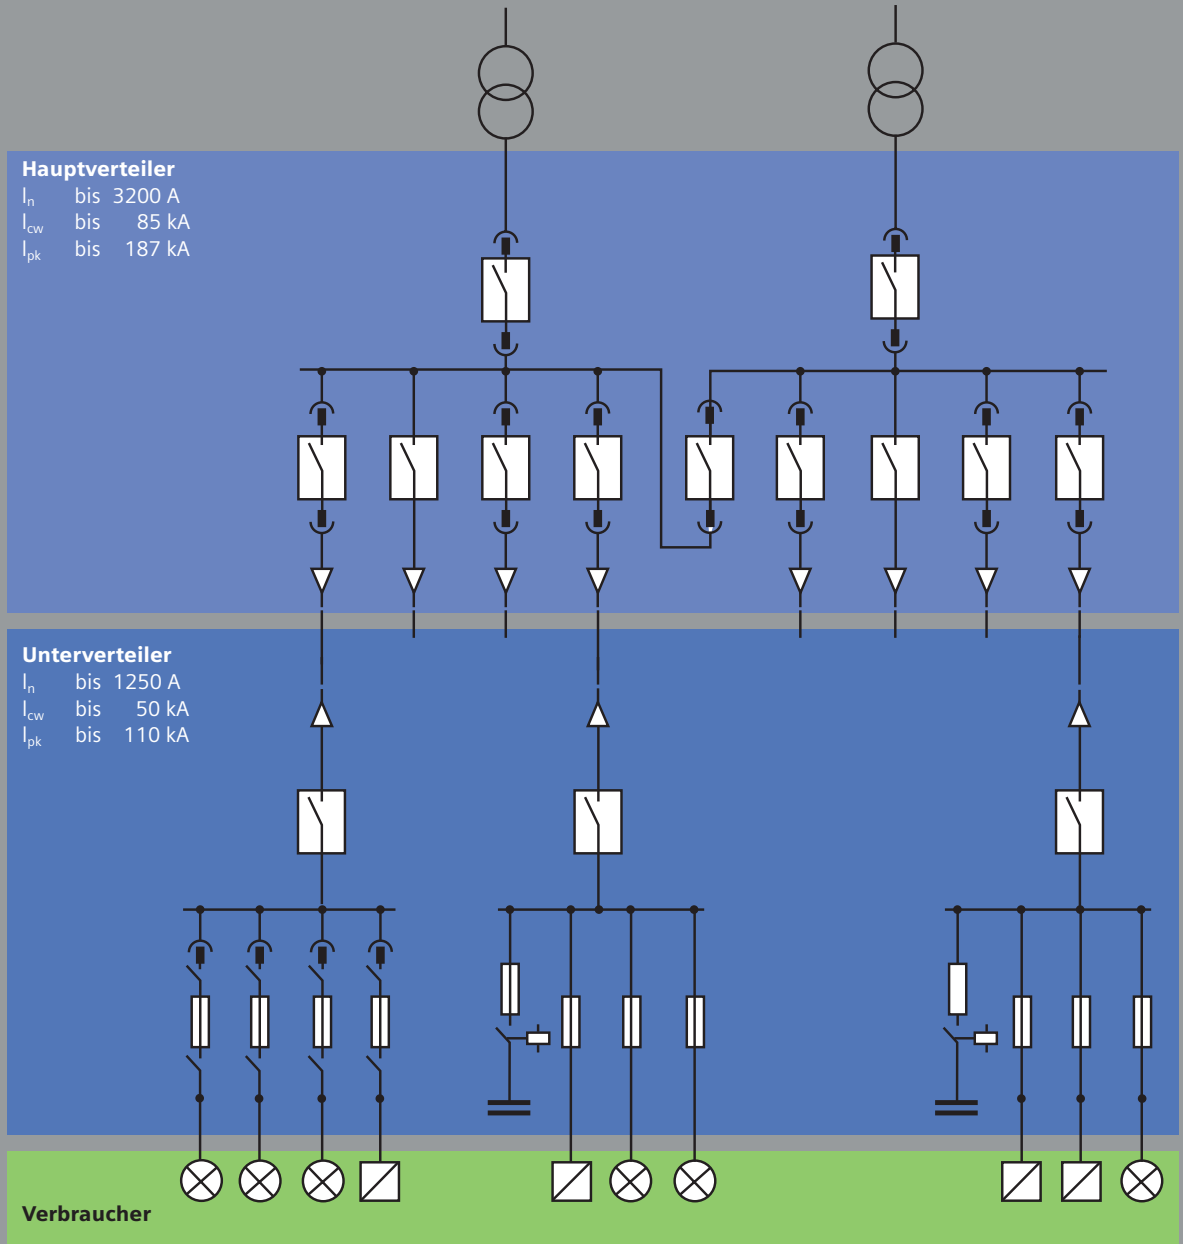 Hauptverteiler
In bis 3200 A
Icw bis 85 kA
Ipk bis 187 kA
Unterverteiler
In bis 1250 A
Icw bis 50 kA
Ipk bis 110 kA
Verbraucher